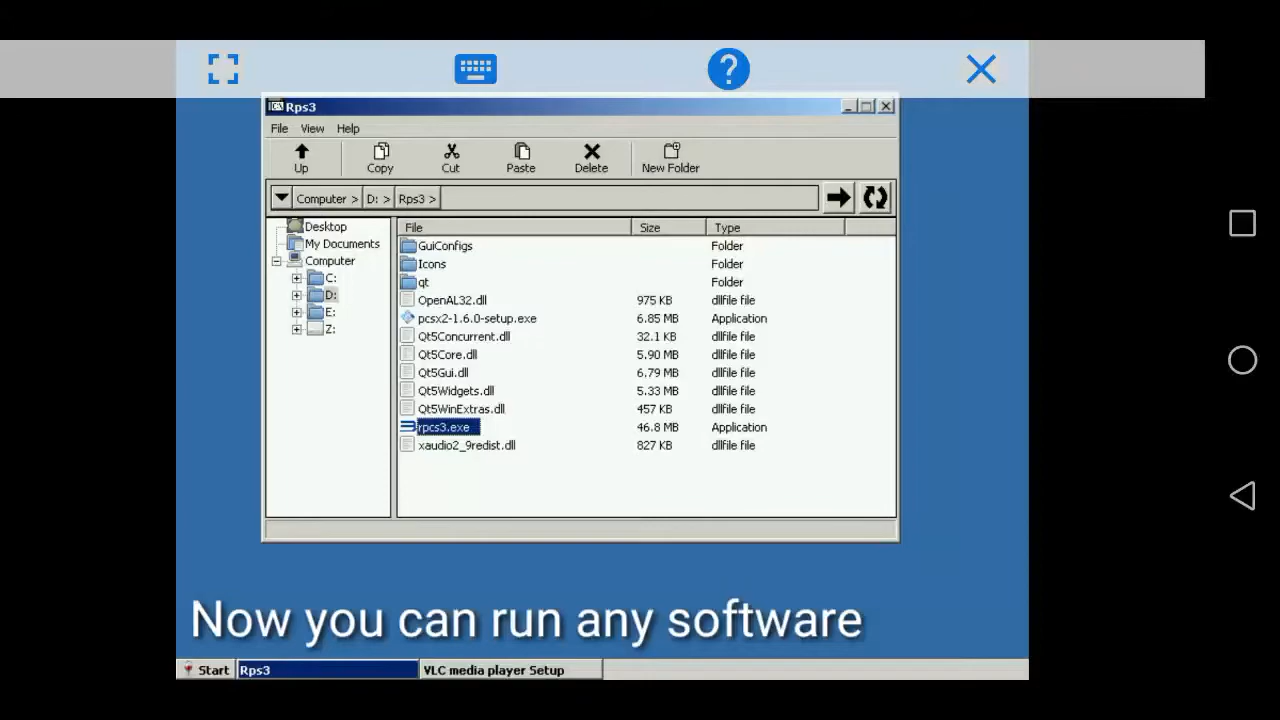 Rps3
File View Help
Up Copy Cut Paste Delete New Folder
Computer > D: > Rps3 >
Desktop
My Documents
Computer
C:
D:
E:
Z:
File Size Type
GuiConfigs Folder
Icons Folder
qt Folder
OpenAL32.dll 975 KB dllfile file
pcsx2-1.6.0-setup.exe 6.85 MB Application
Qt5Concurrent.dll 32.1 KB dllfile file
Qt5Core.dll 5.90 MB dllfile file
Qt5Gui.dll 6.79 MB dllfile file
Qt5Widgets.dll 5.33 MB dllfile file
Qt5WinExtras.dll 457 KB dllfile file
rpcs3.exe 46.8 MB Application
xaudio2_9redist.dll 827 KB dllfile file
Now you can run any software
Start Rps3 VLC media player Setup